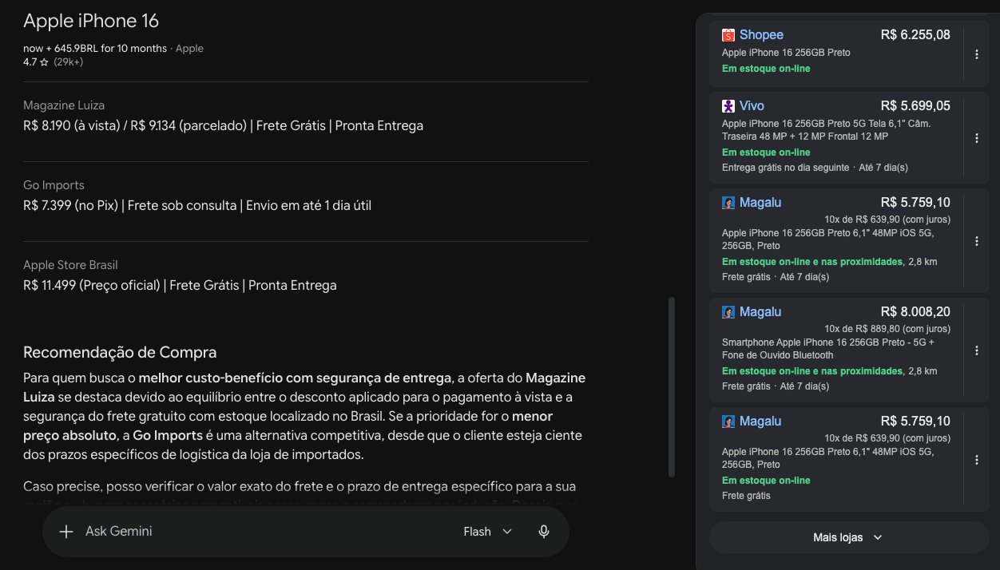 Apple iPhone 16
now + 645.9BRL for 10 months · Apple
4.7 ☆ (29k+)
Magazine Luiza
R$ 8.190 (à vista) / R$ 9.134 (parcelado) | Frete Grátis | Pronta Entrega
Go Imports
R$ 7.399 (no Pix) | Frete sob consulta | Envio em até 1 dia útil
Apple Store Brasil
R$ 11.499 (Preço oficial) | Frete Grátis | Pronta Entrega
Recomendação de Compra
Para quem busca o melhor custo-benefício com segurança de entrega, a oferta do Magazine
Luiza se destaca devido ao equilíbrio entre o desconto aplicado para o pagamento à vista e a
segurança do frete gratuito com estoque localizado no Brasil. Se a prioridade for o menor
preço absoluto, a Go Imports é uma alternativa competitiva, desde que o cliente esteja ciente
dos prazos específicos de logística da loja de importados.
Caso precise, posso verificar o valor exato do frete e o prazo de entrega específico para a sua
Ask Gemini
Flash
Shopee
R$ 6.255,08
Apple iPhone 16 256GB Preto
Em estoque on-line
Vivo
R$ 5.699,05
Apple iPhone 16 256GB Preto 5G Tela 6,1" Câm.
Traseira 48 MP + 12 MP Frontal 12 MP
Em estoque on-line
Entrega grátis no dia seguinte · Até 7 dia(s)
Magalu
R$ 5.759,10
10x de R$ 639,90 (com juros)
Apple iPhone 16 256GB Preto 6,1" 48MP iOS 5G,
256GB, Preto
Em estoque on-line e nas proximidades, 2,8 km
Frete grátis · Até 7 dia(s)
Magalu
R$ 8.008,20
10x de R$ 889,80 (com juros)
Smartphone Apple iPhone 16 256GB Preto - 5G +
Fone de Ouvido Bluetooth
Em estoque on-line e nas proximidades, 2,8 km
Frete grátis · Até 7 dia(s)
Magalu
R$ 5.759,10
10x de R$ 639,90 (com juros)
Apple iPhone 16 256GB Preto 6,1" 48MP iOS 5G,
256GB, Preto
Em estoque on-line
Frete grátis
Mais lojas